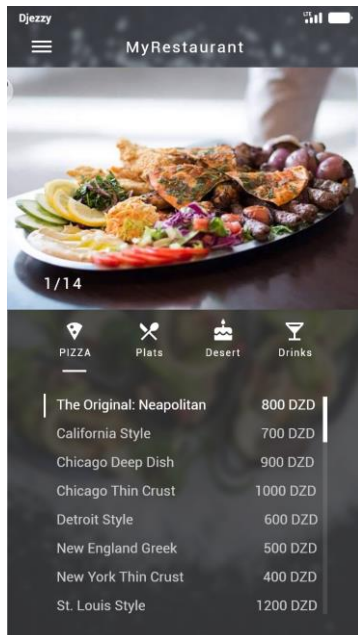 Djezzy LTE
MyRestaurant
1/14
PIZZA Plats Desert Drinks
The Original: Neapolitan 800 DZD
California Style 700 DZD
Chicago Deep Dish 900 DZD
Chicago Thin Crust 1000 DZD
Detroit Style 600 DZD
New England Greek 500 DZD
New York Thin Crust 400 DZD
St. Louis Style 1200 DZD